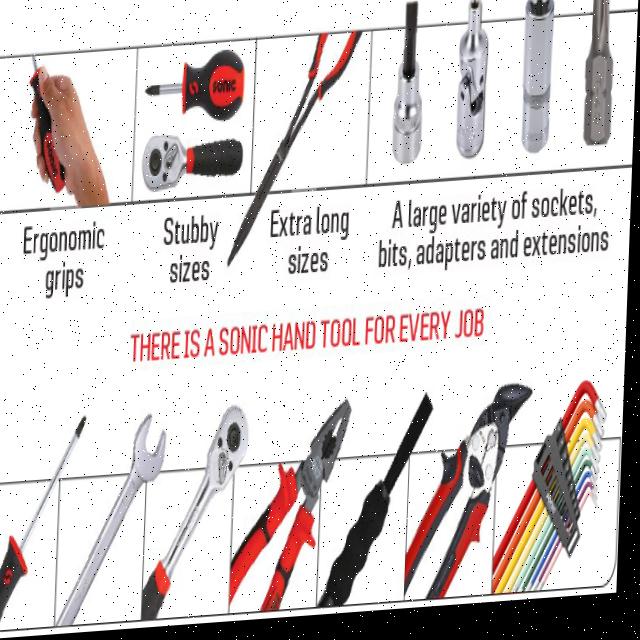 SONIC
Ergonomic
grips
Stubby
sizes
Extra long
sizes
A large variety of sockets,
bits, adapters and extensions
THERE IS A SONIC HAND TOOL FOR EVERY JOB